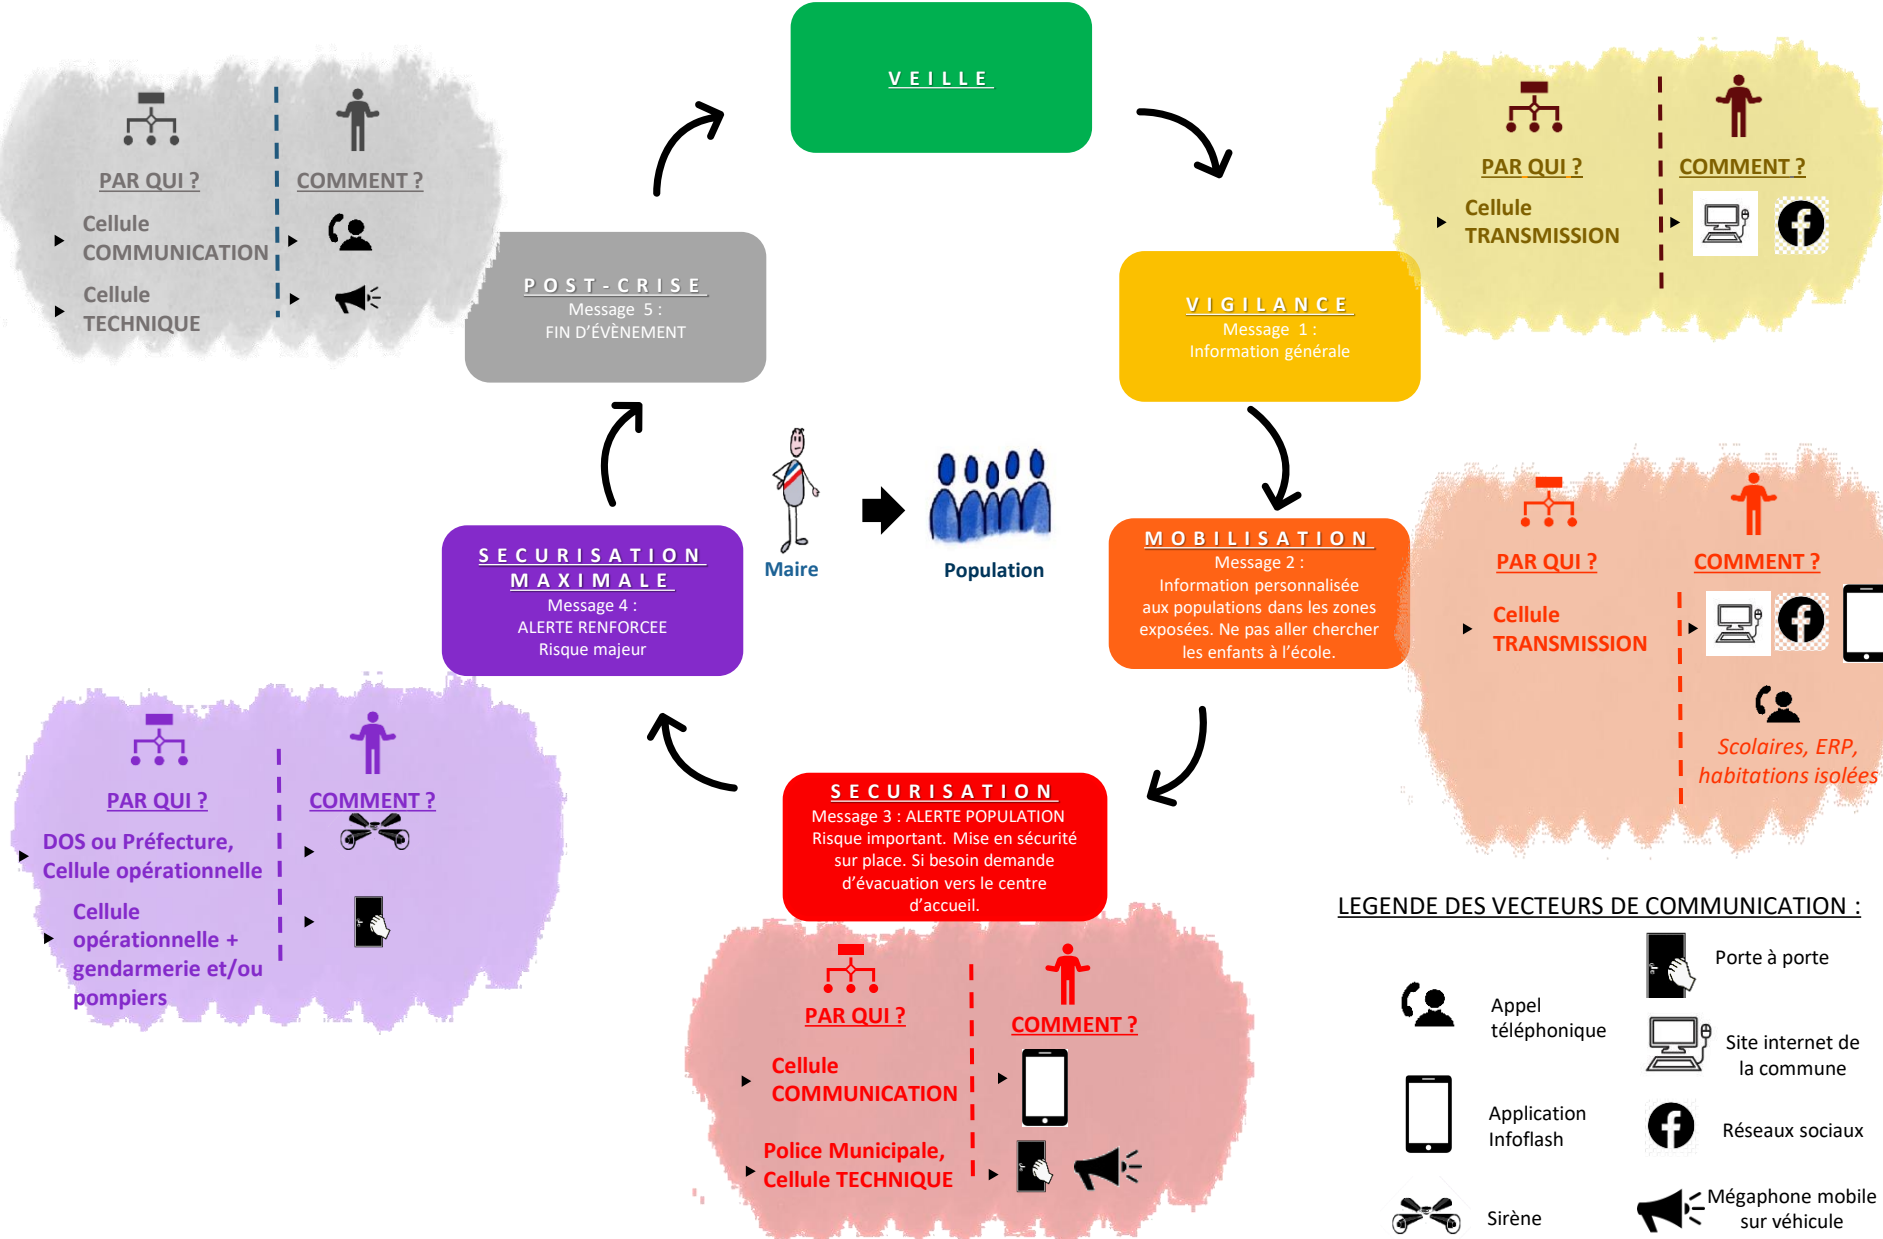 VEILLE
PAR QUI ?
COMMENT ?
Cellule
COMMUNICATION
Cellule
TECHNIQUE
POST-CRISE
Message 5 :
FIN D'ÉVÈNEMENT
VIGILANCE
Message 1 :
Information générale
PAR QUI ?
COMMENT ?
Cellule
TRANSMISSION
Maire
Population
SECURISATION
MAXIMALE
Message 4 :
ALERTE RENFORCEE
Risque majeur
MOBILISATION
Message 2 :
Information personnalisée
aux populations dans les zones
exposées. Ne pas aller chercher
les enfants à l'école.
PAR QUI ?
COMMENT ?
Cellule
TRANSMISSION
Scolaires, ERP,
habitations isolées
PAR QUI ?
COMMENT ?
DOS ou Préfecture,
Cellule opérationnelle
Cellule
opérationnelle +
gendarmerie et/ou
pompiers
SECURISATION
Message 3 : ALERTE POPULATION
Risque important. Mise en sécurité
sur place. Si besoin demande
d'évacuation vers le centre
d'accueil.
PAR QUI ?
COMMENT ?
Cellule
COMMUNICATION
Police Municipale,
Cellule TECHNIQUE
LEGENDE DES VECTEURS DE COMMUNICATION :
Appel
téléphonique
Application
Infoflash
Sirène
Porte à porte
Site internet de
la commune
Réseaux sociaux
Mégaphone mobile
sur véhicule